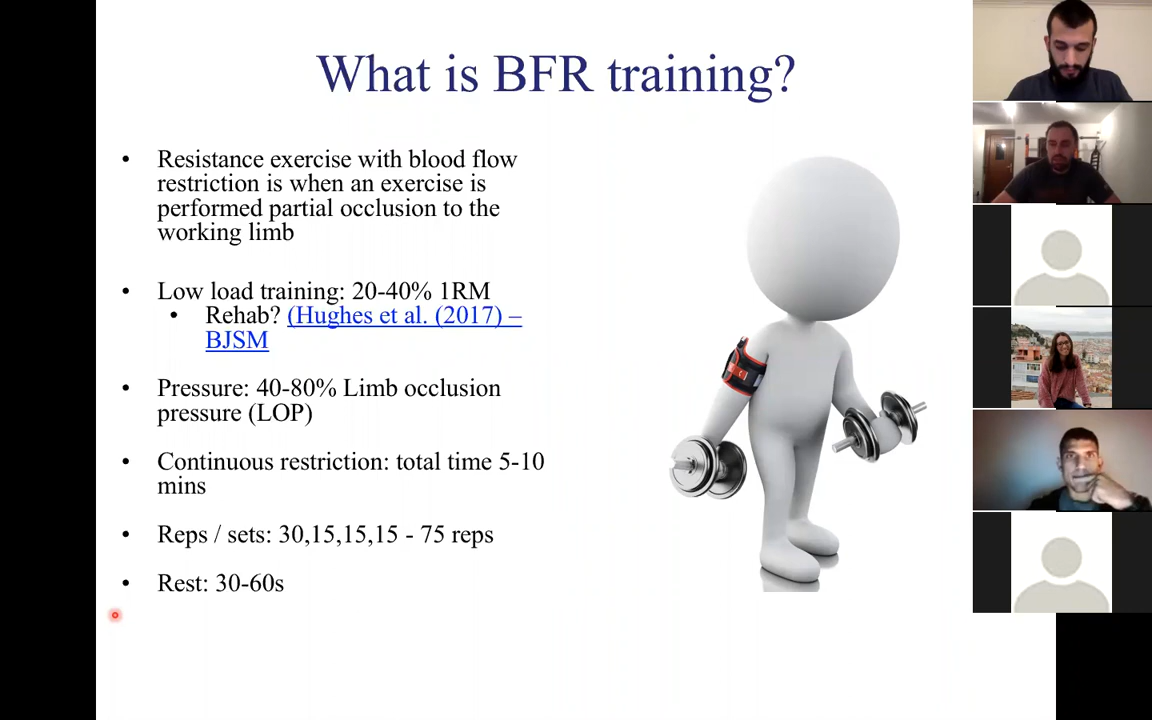 What is BFR training?
• Resistance exercise with blood flow
restriction is when an exercise is
performed partial occlusion to the
working limb
• Low load training: 20-40% 1RM
• Rehab? (Hughes et al. (2017) –
BJSM
• Pressure: 40-80% Limb occlusion
pressure (LOP)
• Continuous restriction: total time 5-10
mins
• Reps / sets: 30,15,15,15 - 75 reps
• Rest: 30-60s